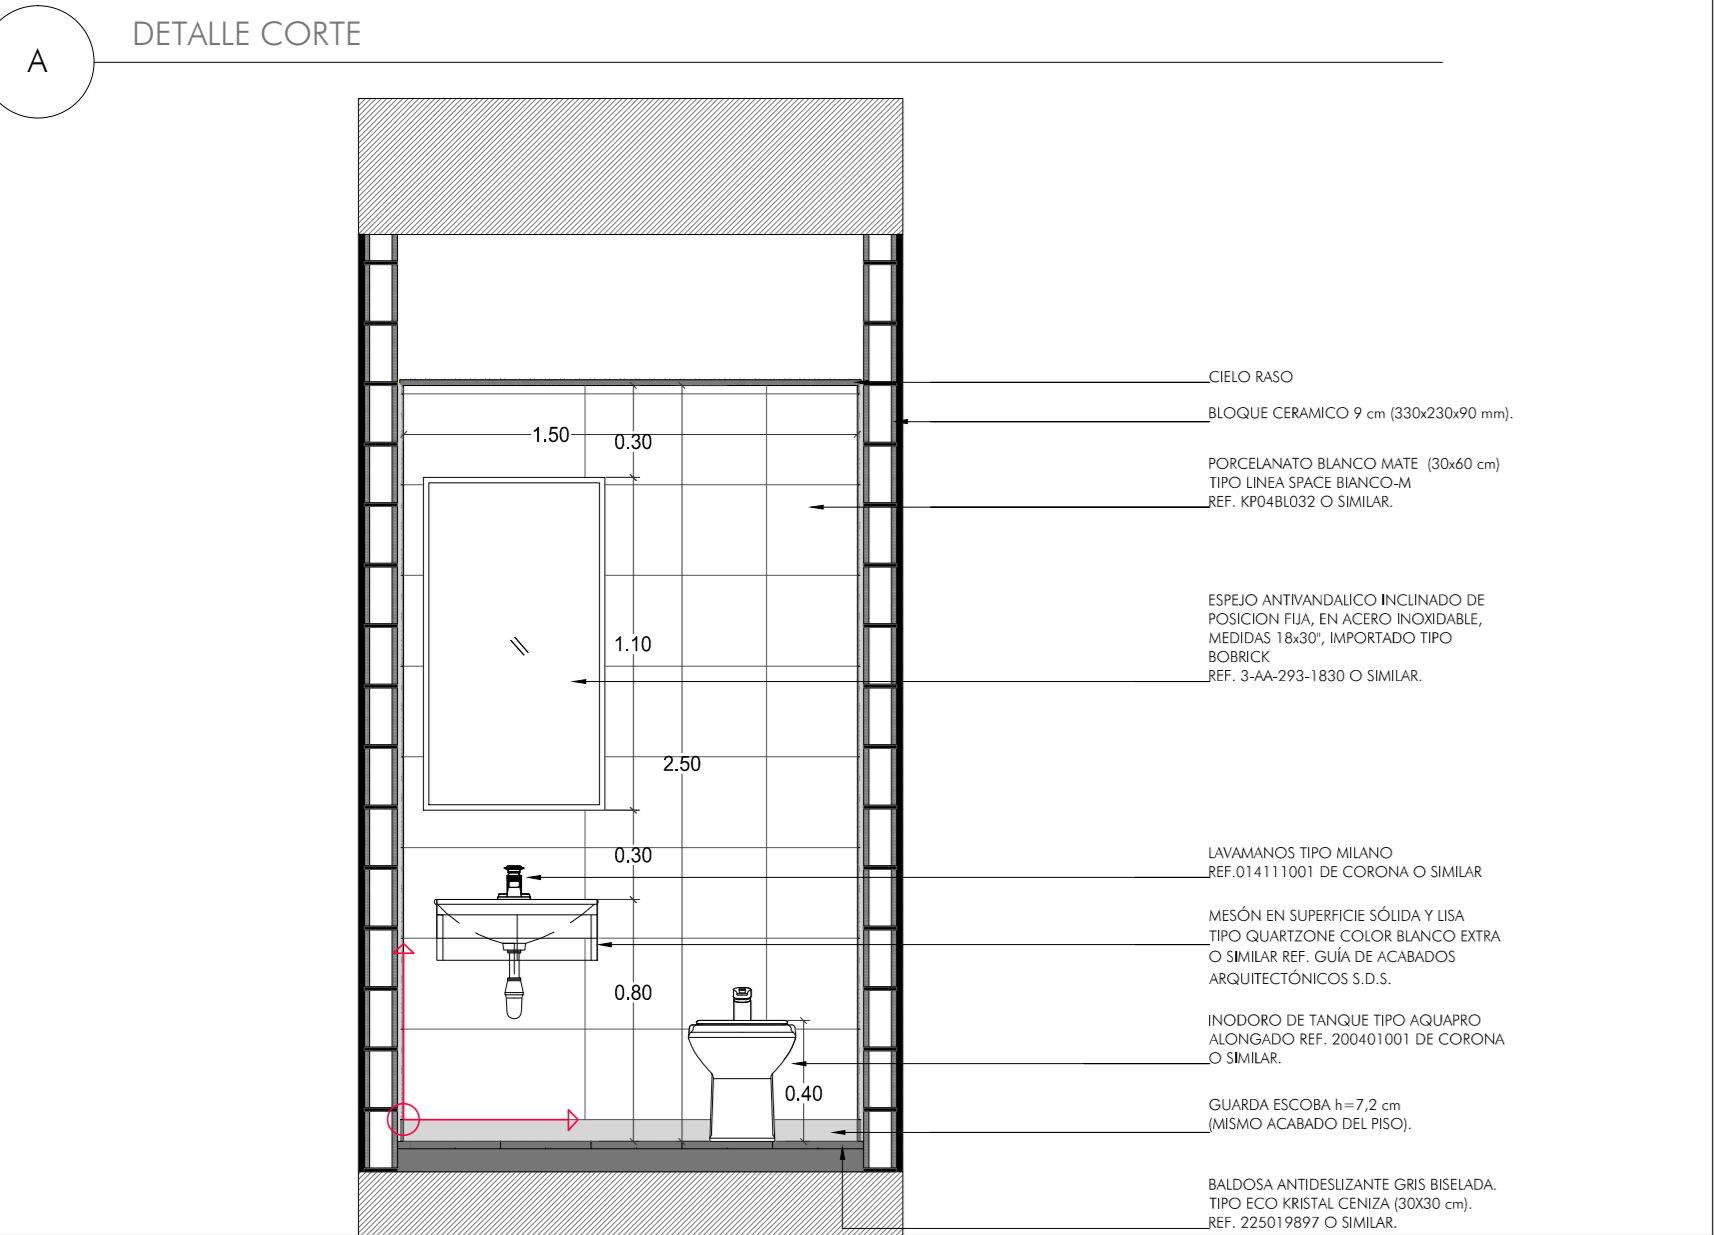 A
DETALLE CORTE
1.50
0.30
1.10
2.50
0.30
0.80
0.40
CIELO RASO
BLOQUE CERAMICO 9 cm (330x230x90 mm).
PORCELANATO BLANCO MATE (30x60 cm)
TIPO LINEA SPACE BIANCO-M
REF. KP04BL032 O SIMILAR.
ESPEJO ANTIVANDALICO INCLINADO DE
POSICION FIJA, EN ACERO INOXIDABLE,
MEDIDAS 18x30", IMPORTADO TIPO
BOBRICK
REF. 3-AA-293-1830 O SIMILAR.
LAVAMANOS TIPO MILANO
REF.014111001 DE CORONA O SIMILAR
MESÓN EN SUPERFICIE SÓLIDA Y LISA
TIPO QUARTZONE COLOR BLANCO EXTRA
O SIMILAR REF. GUÍA DE ACABADOS
ARQUITECTÓNICOS S.D.S.
INODORO DE TANQUE TIPO AQUAPRO
ALONGADO REF. 200401001 DE CORONA
O SIMILAR.
GUARDA ESCOBA h=7,2 cm
(MISMO ACABADO DEL PISO).
BALDOSA ANTIDESLIZANTE GRIS BISELADA.
TIPO ECO KRISTAL CENIZA (30X30 cm).
REF. 225019897 O SIMILAR.